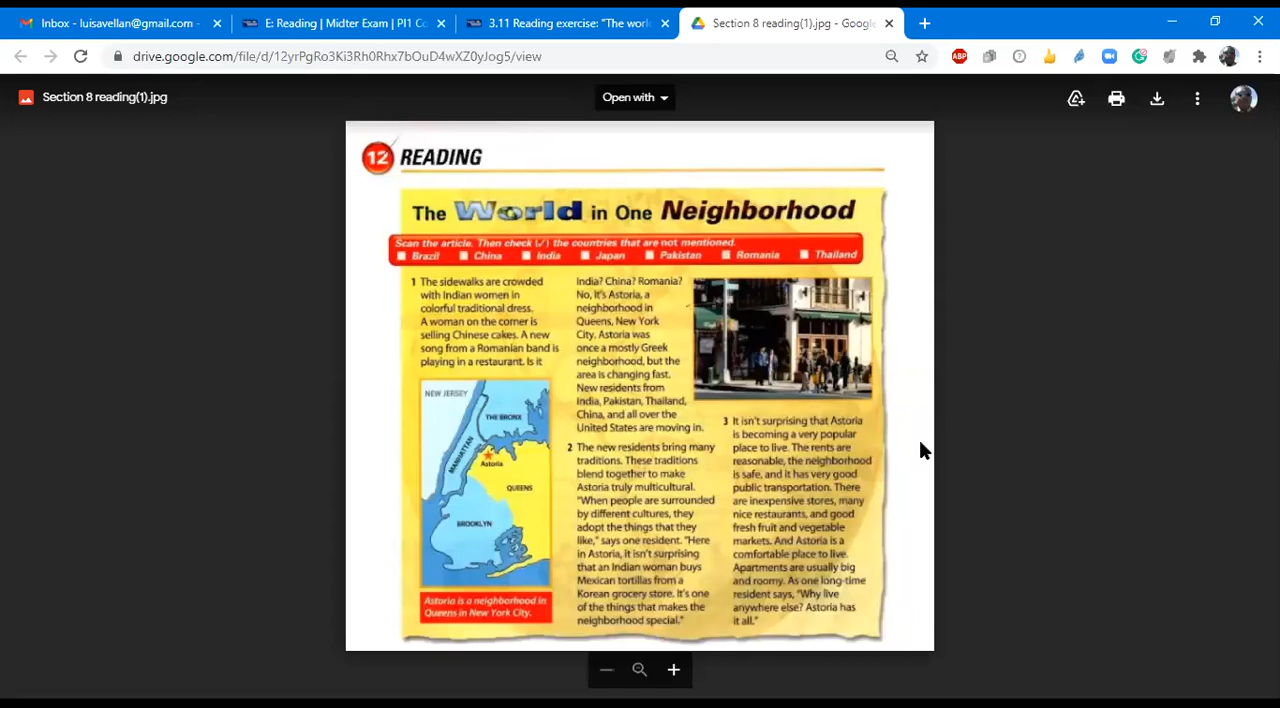 Inbox - luisavellan@gmail.com -
E: Reading | Midter Exam | PI1 Co
3.11 Reading exercise: "The worl
Section 8 reading(1).jpg - Google
drive.google.com/file/d/12yrPgRo3Ki3Rh0Rhx7bOuD4wXZ0yJog5/view
ABP
Section 8 reading(1).jpg
Open with
12 READING
The World in One Neighborhood
Scan the article. Then check (✓) the countries that are not mentioned.
Brazil China India Japan Pakistan Romania Thailand
1 The sidewalks are crowded
with Indian women in
colorful traditional dress.
A woman on the corner is
selling Chinese cakes. A new
song from a Romanian band is
playing in a restaurant. Is it
NEW JERSEY
THE BRONX
MANHATTAN
Astoria
QUEENS
BROOKLYN
Astoria is a neighborhood in
Queens in New York City.
India? China? Romania?
No, it's Astoria, a
neighborhood in
Queens, New York
City. Astoria was
once a mostly Greek
neighborhood, but the
area is changing fast.
New residents from
India, Pakistan, Thailand,
China, and all over the
United States are moving in.
2 The new residents bring many
traditions. These traditions
blend together to make
Astoria truly multicultural.
"When people are surrounded
by different cultures, they
adopt the things that they
like," says one resident. "Here
in Astoria, it isn't surprising
that an Indian woman buys
Mexican tortillas from a
Korean grocery store. It's one
of the things that makes the
neighborhood special."
3 It isn't surprising that Astoria
is becoming a very popular
place to live. The rents are
reasonable, the neighborhood
is safe, and it has very good
public transportation. There
are inexpensive stores, many
nice restaurants, and good
fresh fruit and vegetable
markets. And Astoria is a
comfortable place to live.
Apartments are usually big
and roomy. As one long-time
resident says, "Why live
anywhere else? Astoria has
it all."